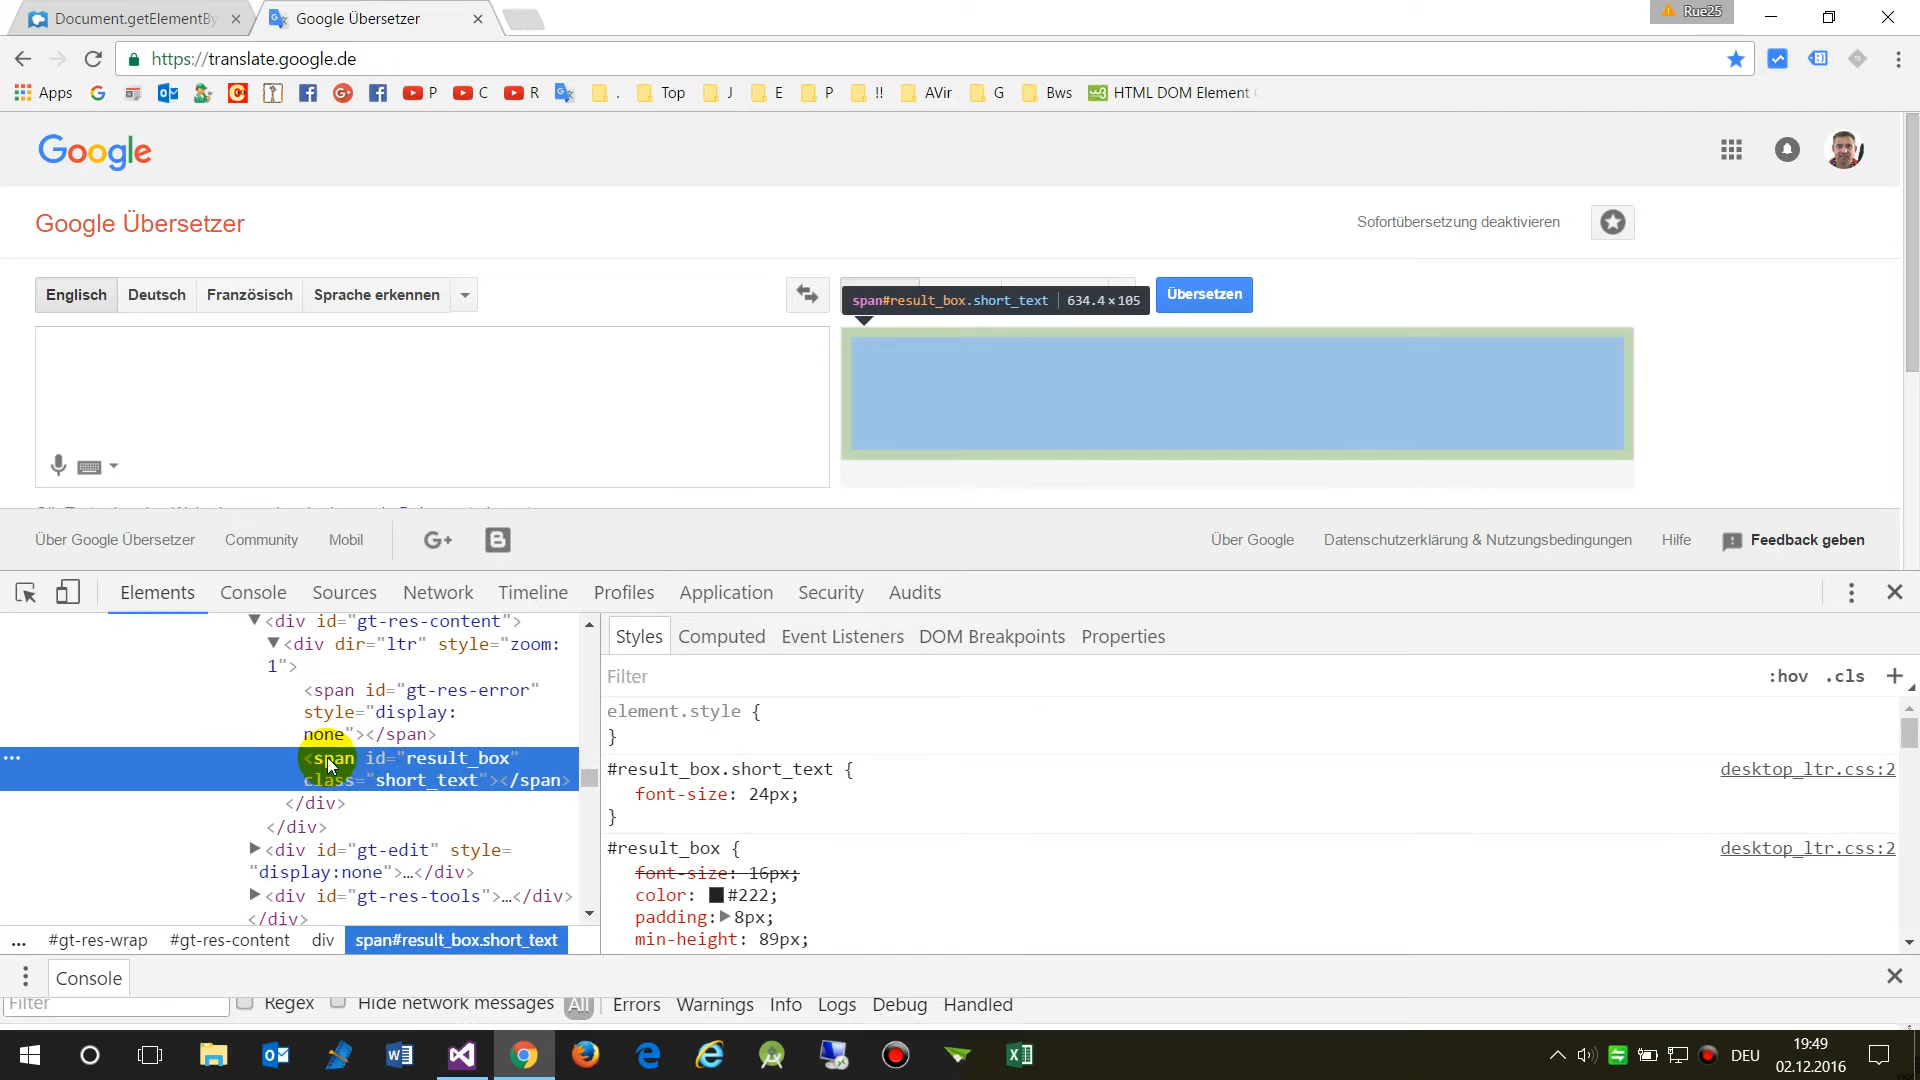 Document.getElementBy
Google Übersetzer
Rue25
https://translate.google.de
Apps
P
C
R
.
Top
J
E
P
!!
AVir
G
Bws
HTML DOM Element
Google
Google Übersetzer
Sofortübersetzung deaktivieren
Englisch
Deutsch
Französisch
Sprache erkennen
span#result_box.short_text
634.4 × 105
Übersetzen
Über Google Übersetzer
Community
Mobil
G+
Über Google
Datenschutzerklärung & Nutzungsbedingungen
Hilfe
Feedback geben
Elements
Console
Sources
Network
Timeline
Profiles
Application
Security
Audits
<div id="gt-res-content">
<div dir="ltr" style="zoom:
1">
<span id="gt-res-error"
style="display:
none"></span>
<span id="result_box"
class="short_text"></span>
</div>
</div>
<div id="gt-edit" style=
"display:none">…</div>
<div id="gt-res-tools">…</div>
</div>
... #gt-res-wrap #gt-res-content div span#result_box.short_text
Styles
Computed
Event Listeners
DOM Breakpoints
Properties
Filter
:hov .cls +
element.style {
}
#result_box.short_text {
desktop_ltr.css:2
font-size: 24px;
}
#result_box {
desktop_ltr.css:2
font-size: 16px;
color: #222;
padding: 8px;
min-height: 89px;
Console
Filter
Regex
Hide network messages
All
Errors
Warnings
Info
Logs
Debug
Handled
DEU
19:49
02.12.2016